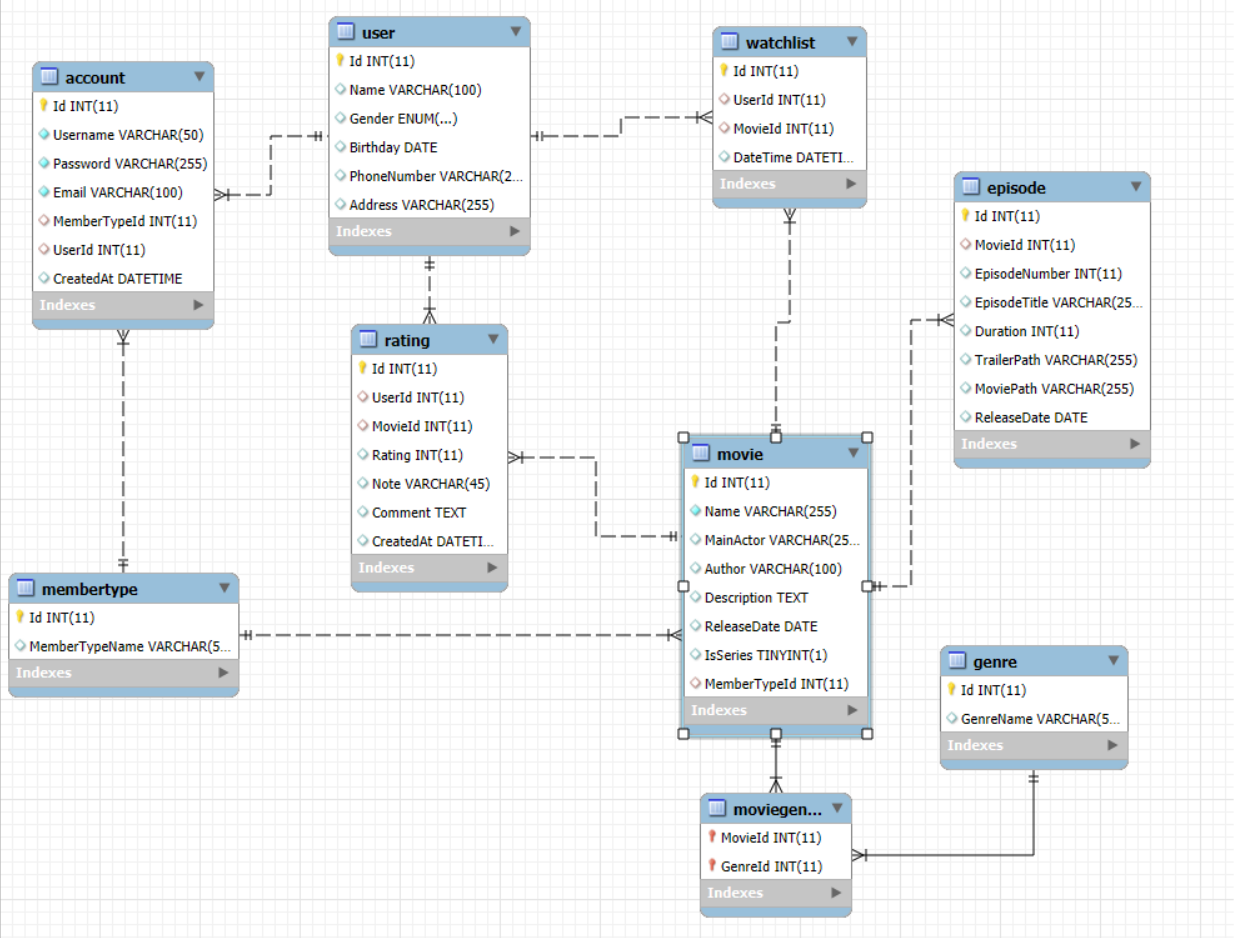 account
Id INT(11)
Username VARCHAR(50)
Password VARCHAR(255)
Email VARCHAR(100)
MemberTypeId INT(11)
UserId INT(11)
CreatedAt DATETIME
Indexes
user
Id INT(11)
Name VARCHAR(100)
Gender ENUM(...)
Birthday DATE
PhoneNumber VARCHAR(2...
Address VARCHAR(255)
Indexes
watchlist
Id INT(11)
UserId INT(11)
MovieId INT(11)
DateTime DATETI...
Indexes
episode
Id INT(11)
MovieId INT(11)
EpisodeNumber INT(11)
EpisodeTitle VARCHAR(25...
Duration INT(11)
TrailerPath VARCHAR(255)
MoviePath VARCHAR(255)
ReleaseDate DATE
Indexes
rating
Id INT(11)
UserId INT(11)
MovieId INT(11)
Rating INT(11)
Note VARCHAR(45)
Comment TEXT
CreatedAt DATETI...
Indexes
movie
Id INT(11)
Name VARCHAR(255)
MainActor VARCHAR(25...
Author VARCHAR(100)
Description TEXT
ReleaseDate DATE
IsSeries TINYINT(1)
MemberTypeId INT(11)
Indexes
membertype
Id INT(11)
MemberTypeName VARCHAR(5...
Indexes
genre
Id INT(11)
GenreName VARCHAR(5...
Indexes
moviegen...
MovieId INT(11)
GenreId INT(11)
Indexes